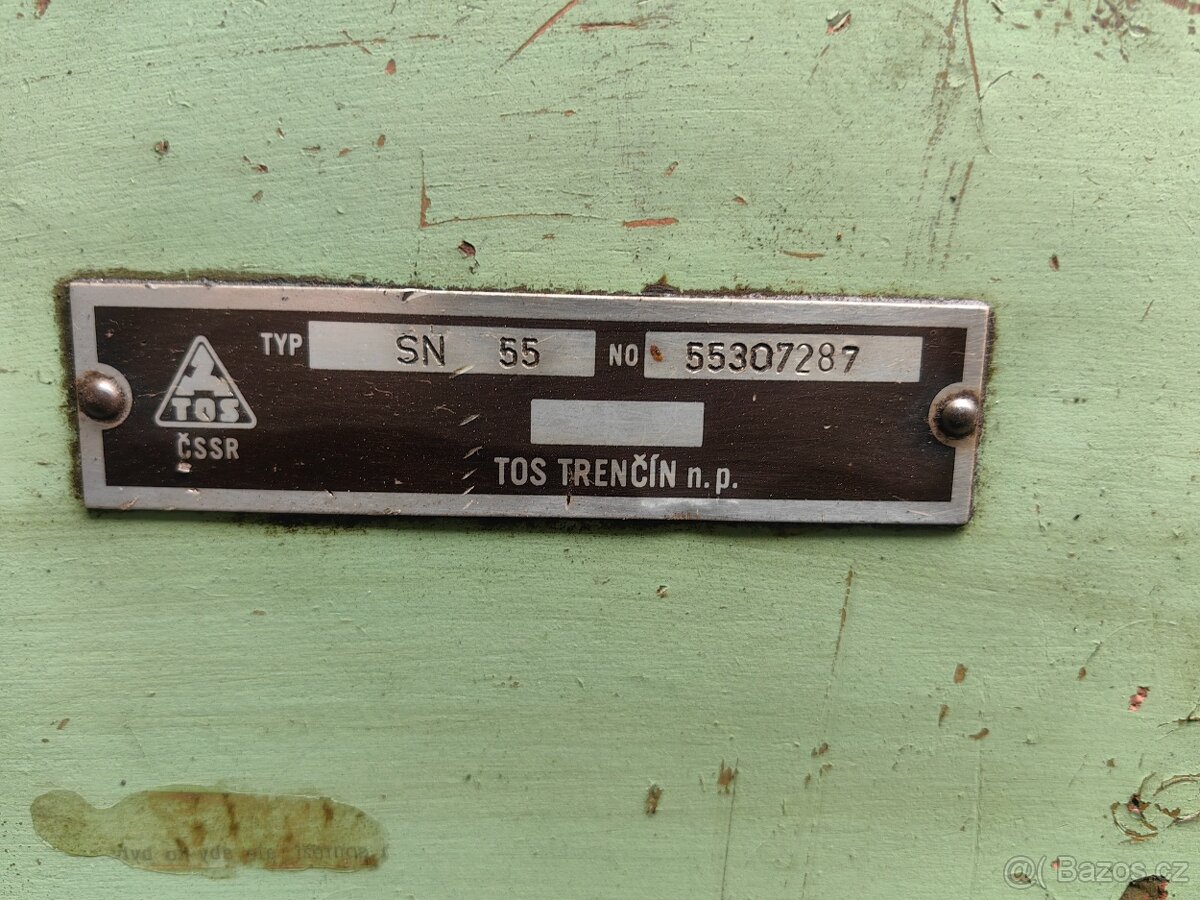 TYP SN 55 NO 55307287
TOS
ČSSR
TOS TRENČÍN n.p.
Bazos.cz